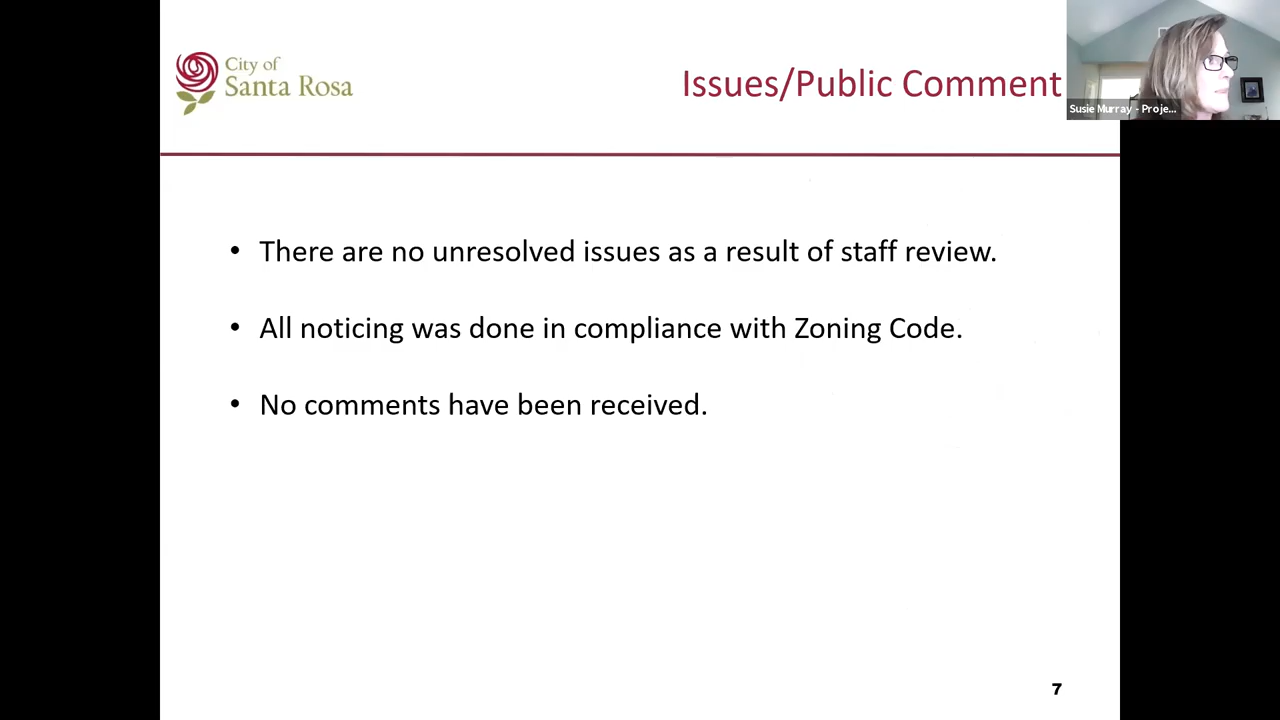 City of
Santa Rosa
Issues/Public Comment
Susie Murray - Proje...
• There are no unresolved issues as a result of staff review.
• All noticing was done in compliance with Zoning Code.
• No comments have been received.
7